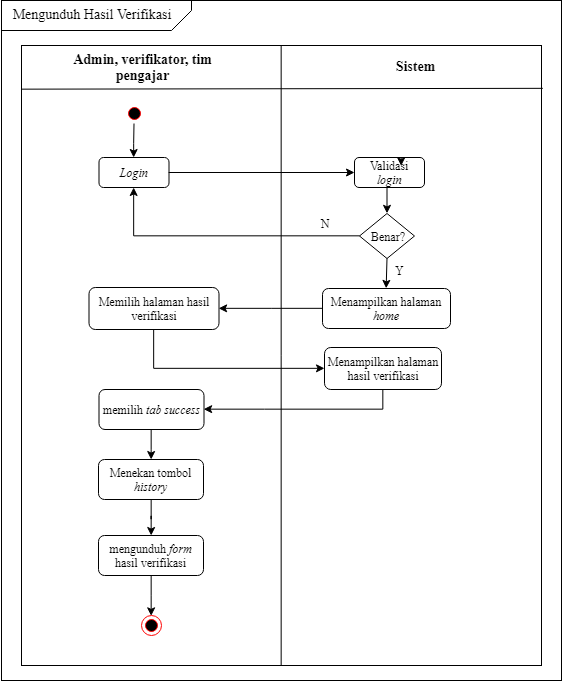 Mengunduh Hasil Verifikasi
Admin, verifikator, tim
pengajar
Sistem
Login
Validasi
login
N
Benar?
Y
Memilih halaman hasil
verifikasi
Menampilkan halaman
home
Menampilkan halaman
hasil verifikasi
memilih tab success
Menekan tombol
history
mengunduh form
hasil verifikasi